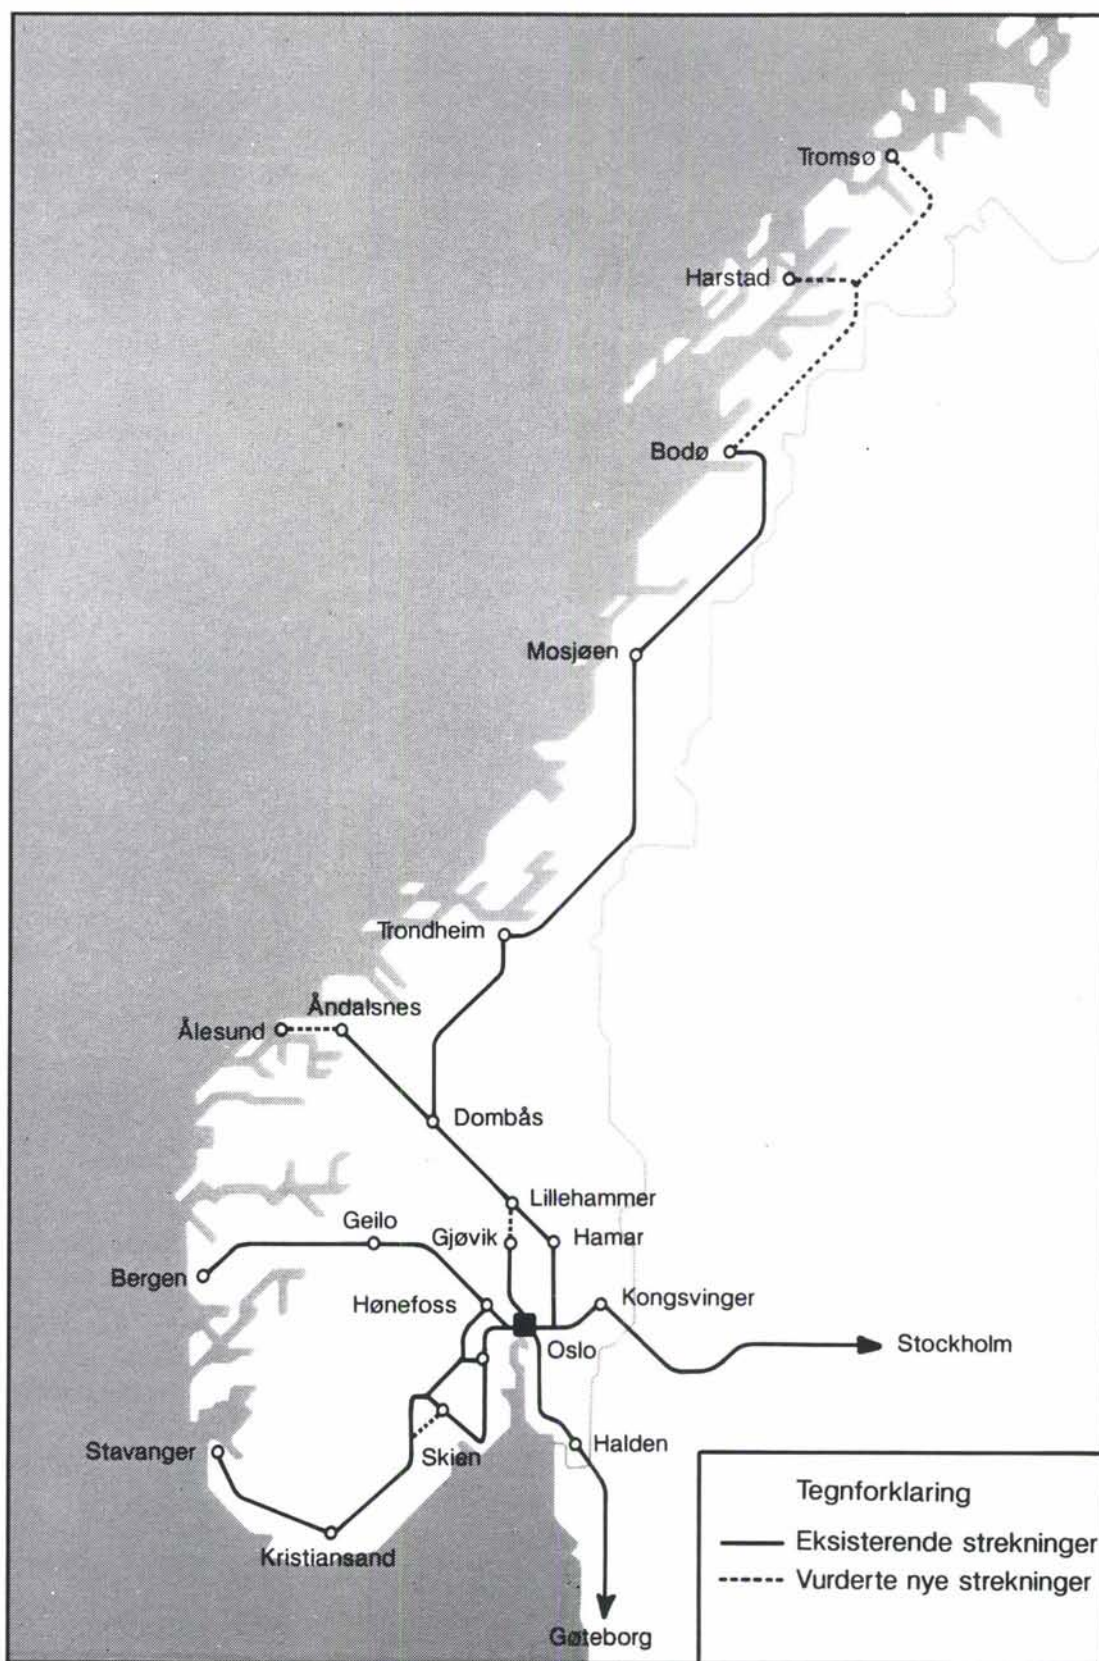 Tromsø
Harstad
Bodø
Mosjøen
Trondheim
Åndalsnes
Ålesund
Dombås
Lillehammer
Geilo
Gjøvik
Hamar
Bergen
Hønefoss
Kongsvinger
Oslo
Stockholm
Stavanger
Skien
Halden
Kristiansand
Gøteborg
Tegnforklaring
Eksisterende strekninger
Vurderte nye strekninger